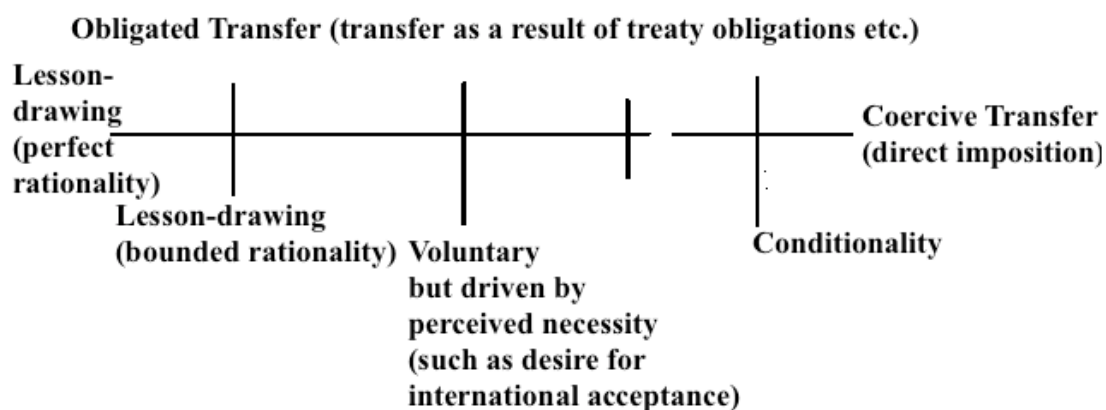 Obligated Transfer (transfer as a result of treaty obligations etc.)
Lesson-
drawing
(perfect
rationality)
Coercive Transfer
(direct imposition)
Lesson-drawing
(bounded rationality)
Voluntary
but driven by
perceived necessity
(such as desire for
international acceptance)
Conditionality